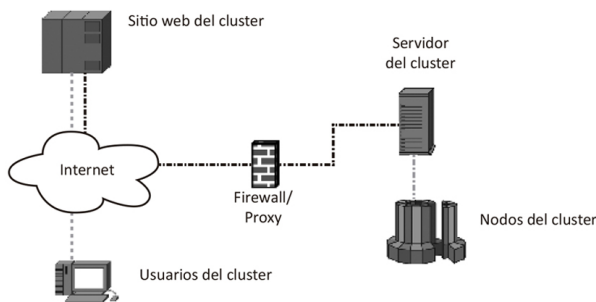 Sitio web del cluster
Servidor
del cluster
Internet
Firewall/
Proxy
Nodos del cluster
Usuarios del cluster